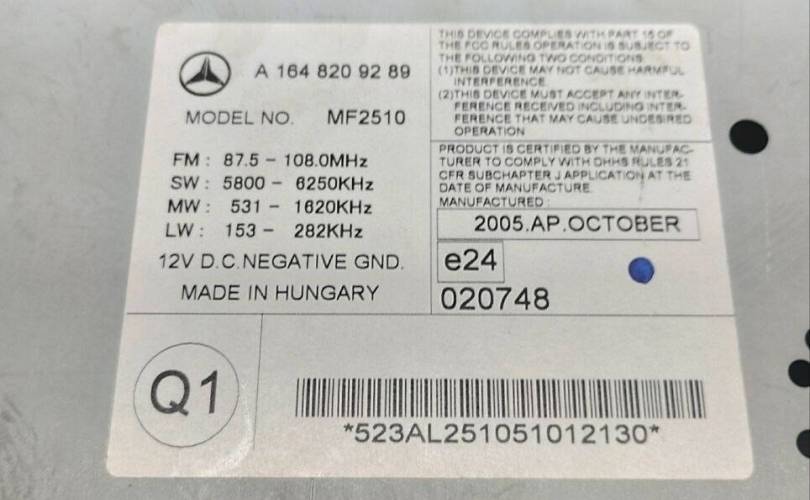 A 164 820 92 89
MODEL NO. MF2510
FM : 87.5 - 108.0MHz
SW : 5800 - 6250KHz
MW : 531 - 1620KHz
LW : 153 - 282KHz
12V D.C.NEGATIVE GND.
MADE IN HUNGARY
THIS DEVICE COMPLIES WITH PART 15 OF
THE FCC RULES OPERATION IS SUBJECT TO
THE FOLLOWING TWO CONDITIONS
(1)THIS DEVICE MAY NOT CAUSE HARMFUL
INTERFERENCE
(2)THIS DEVICE MUST ACCEPT ANY INTER-
FERENCE RECEIVED INCLUDING INTER-
FERENCE THAT MAY CAUSE UNDESIRED
OPERATION
PRODUCT IS CERTIFIED BY THE MANUFAC-
TURER TO COMPLY WITH DHHS RULES 21
CFR SUBCHAPTER J APPLICATION AT THE
DATE OF MANUFACTURE
MANUFACTURED :
2005.AP.OCTOBER
e24
020748
Q1
*523AL251051012130*